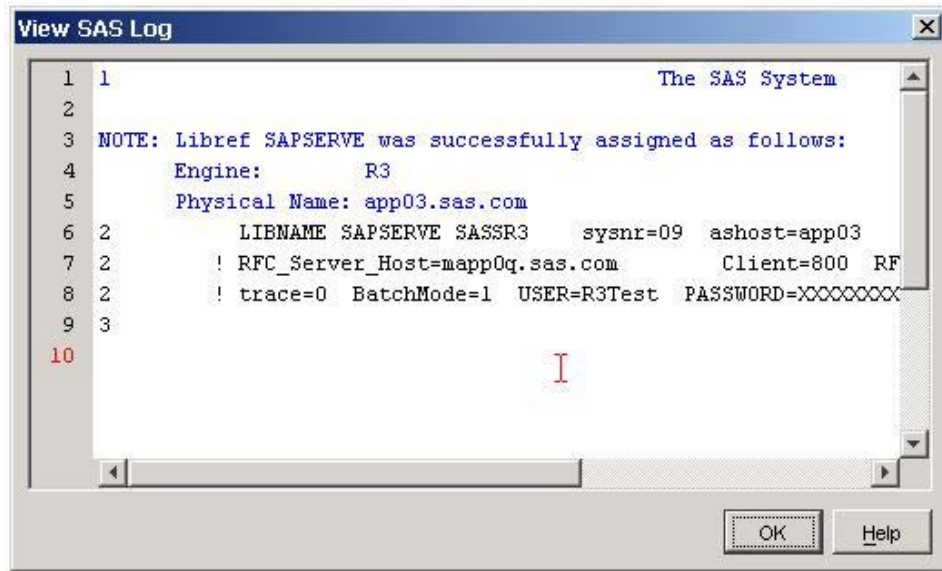 View SAS Log
1 1 The SAS System
2
3 NOTE: Libref SAPSERVE was successfully assigned as follows:
4 Engine: R3
5 Physical Name: app03.sas.com
6 2 LIBNAME SAPSERVE SASSR3 sysnr=09 ashost=app03
7 2 ! RFC_Server_Host=mapp0q.sas.com Client=800 RF
8 2 ! trace=0 BatchMode=1 USER=R3Test PASSWORD=XXXXXXXX
9 3
10
OK Help